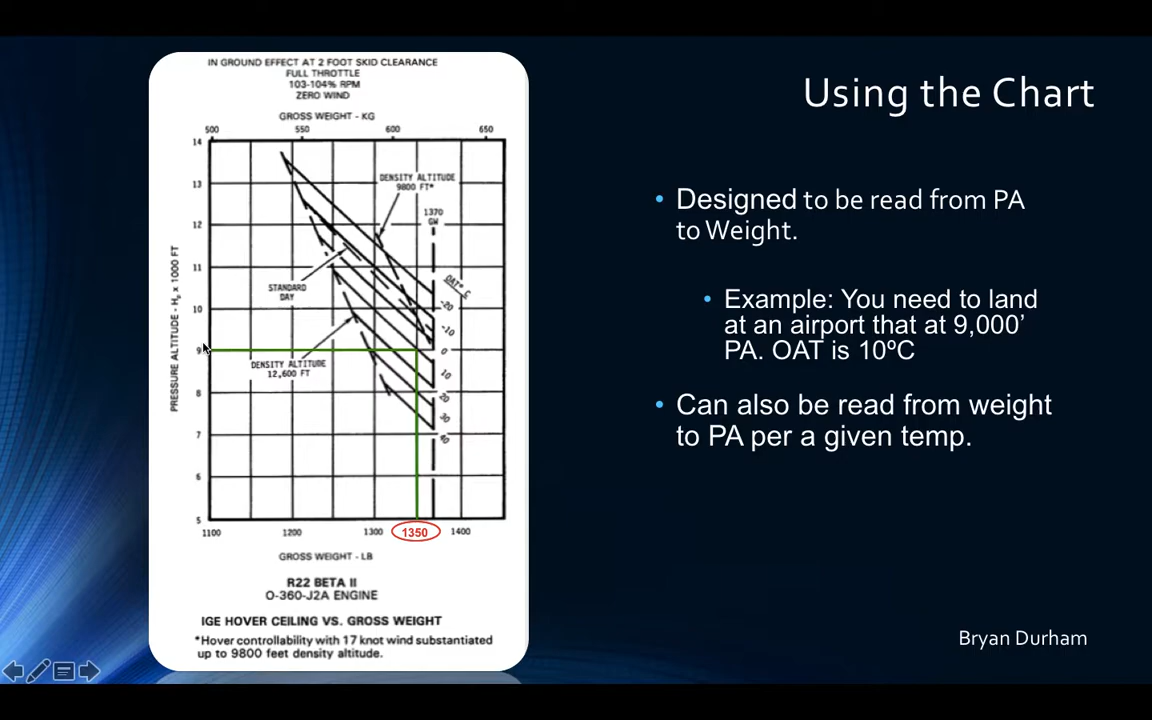 IN GROUND EFFECT AT 2 FOOT SKID CLEARANCE
FULL THROTTLE
103-104% RPM
ZERO WIND
GROSS WEIGHT - KG
500 550 600 650
14
13
12
11
10
9
8
7
6
5
PRESSURE ALTITUDE - Hp x 1000 FT
DENSITY ALTITUDE
9800 FT*
1370
GW
STANDARD
DAY
OAT°C
-20
-10
0
10
20
30
40
DENSITY ALTITUDE
12,600 FT
1100 1200 1300 1350 1400
GROSS WEIGHT - LB
R22 BETA II
O-360-J2A ENGINE
IGE HOVER CEILING VS. GROSS WEIGHT
*Hover controllability with 17 knot wind substantiated
up to 9800 feet density altitude.
Using the Chart
• Designed to be read from PA
to Weight.
• Example: You need to land
at an airport that at 9,000’
PA. OAT is 10ºC
• Can also be read from weight
to PA per a given temp.
Bryan Durham